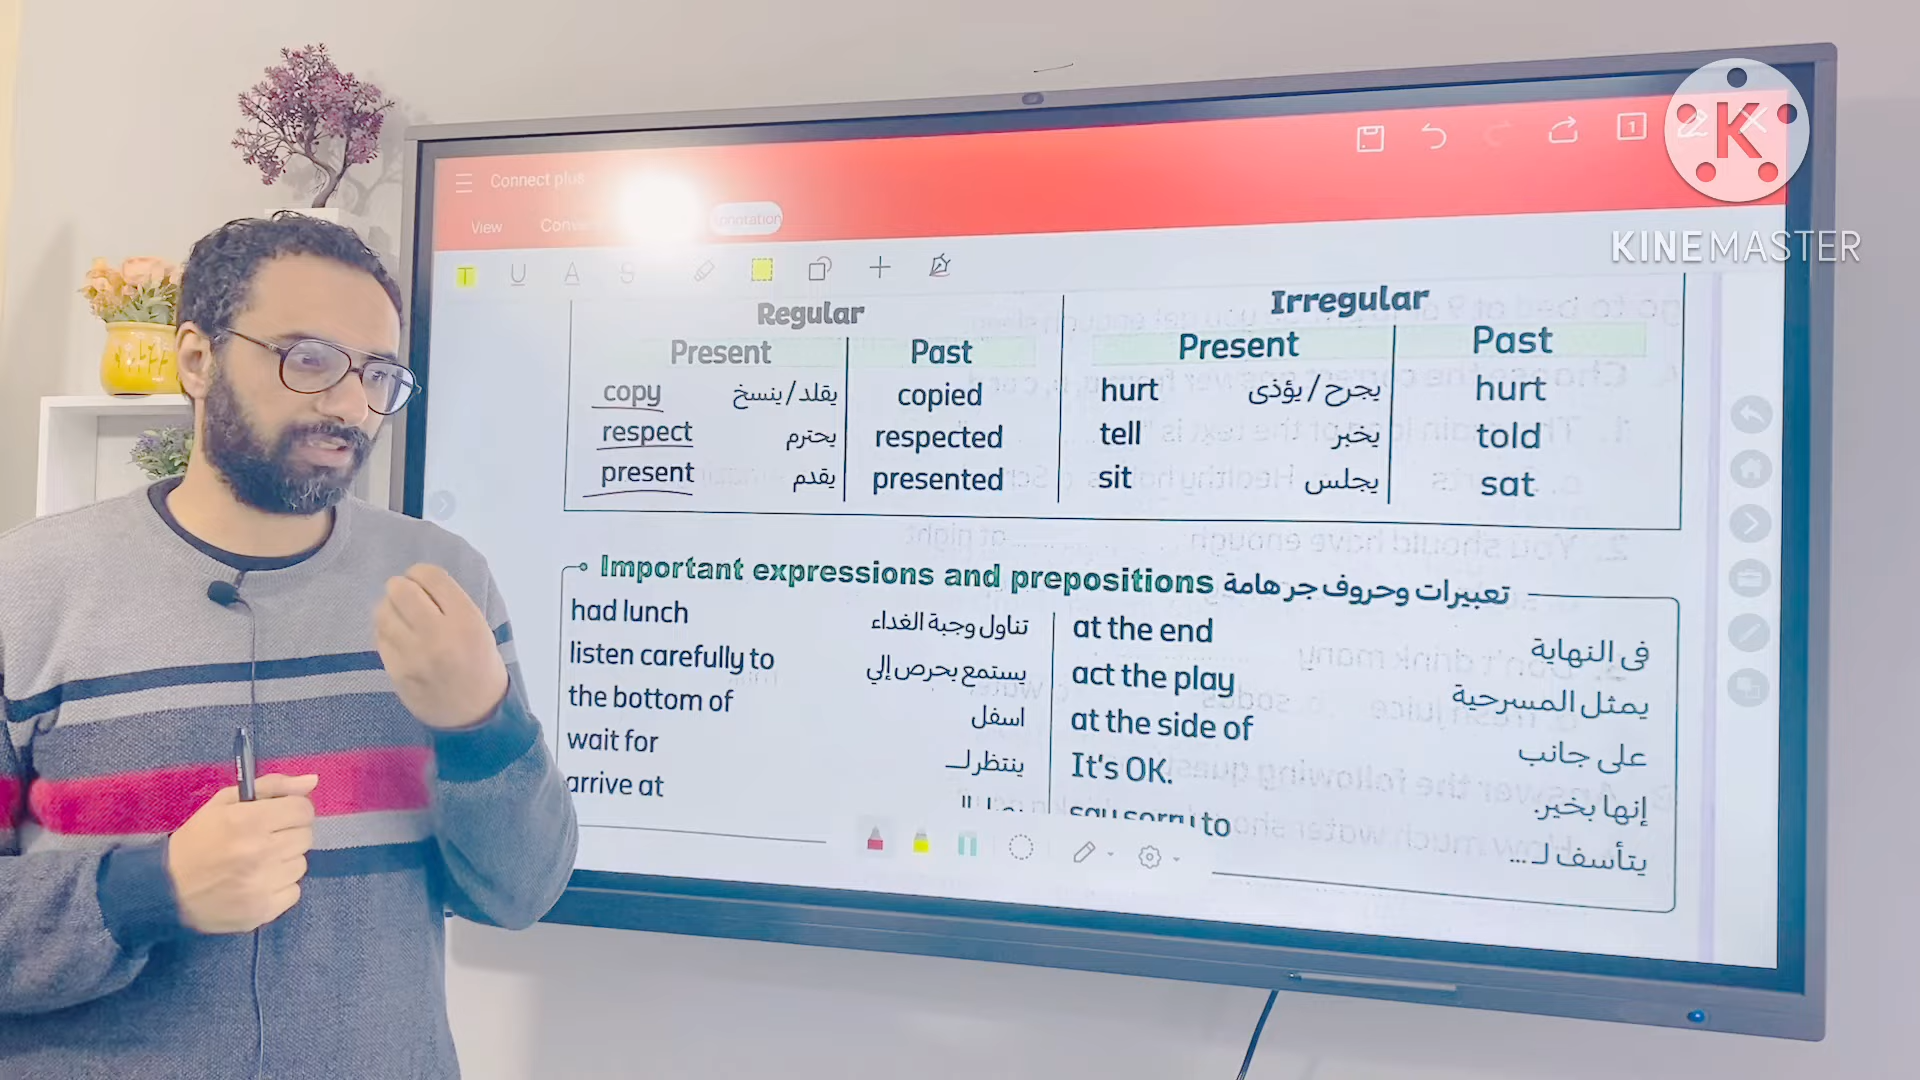 Connect plus
View
Annotation
T U A S
1
K
KINEMASTER
Regular Irregular
Present Past Present Past
copy يقلد/ينسخ copied hurt يجرح/يؤذى hurt
respect يحترم respected tell يخبر told
present يقدم presented sit يجلس sat
Important expressions and prepositions تعبيرات وحروف جر هامة
had lunch تناول وجبة الغداء at the end فى النهاية
listen carefully to يستمع بحرص إلي act the play يمثل المسرحية
the bottom of اسفل at the side of على جانب
wait for ينتظر لـ It's OK. إنها بخير.
arrive at say sorry to يتأسف لـ ...